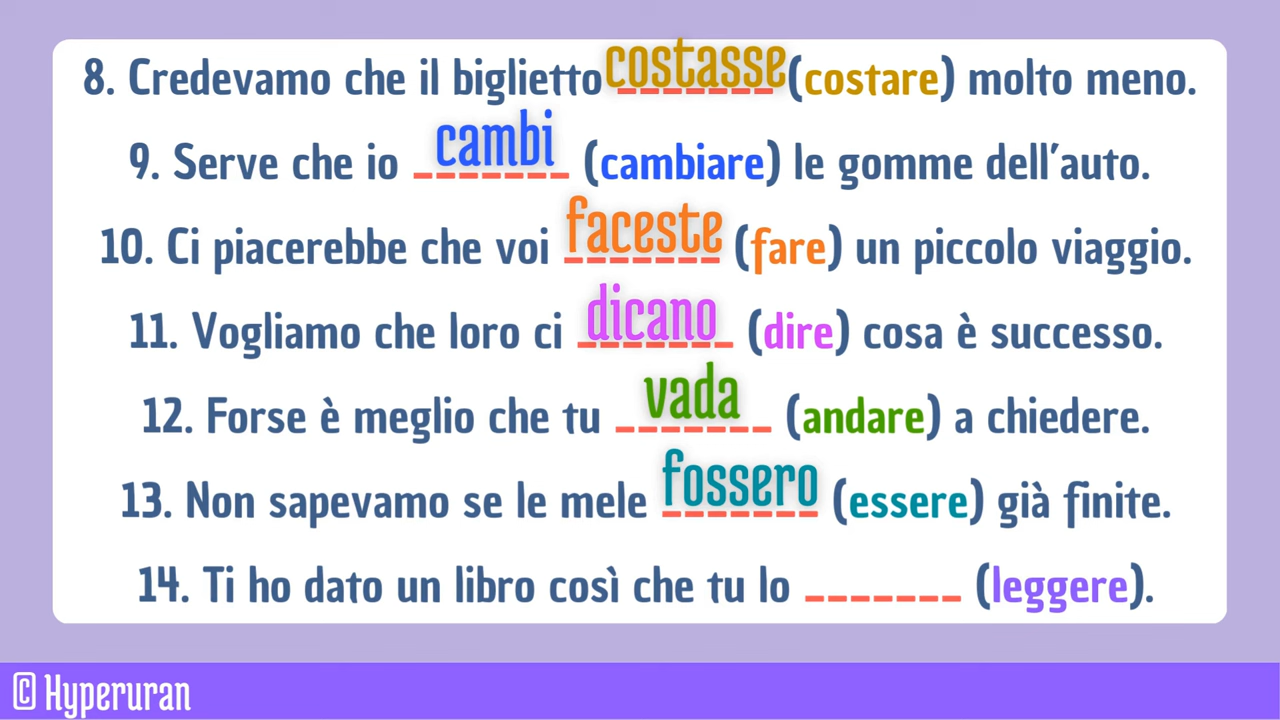 8. Credevamo che il biglietto costasse (costare) molto meno.
9. Serve che io cambi (cambiare) le gomme dell'auto.
10. Ci piacerebbe che voi faceste (fare) un piccolo viaggio.
11. Vogliamo che loro ci dicano (dire) cosa è successo.
12. Forse è meglio che tu vada (andare) a chiedere.
13. Non sapevamo se le mele fossero (essere) già finite.
14. Ti ho dato un libro così che tu lo _______ (leggere).
© Hyperuran